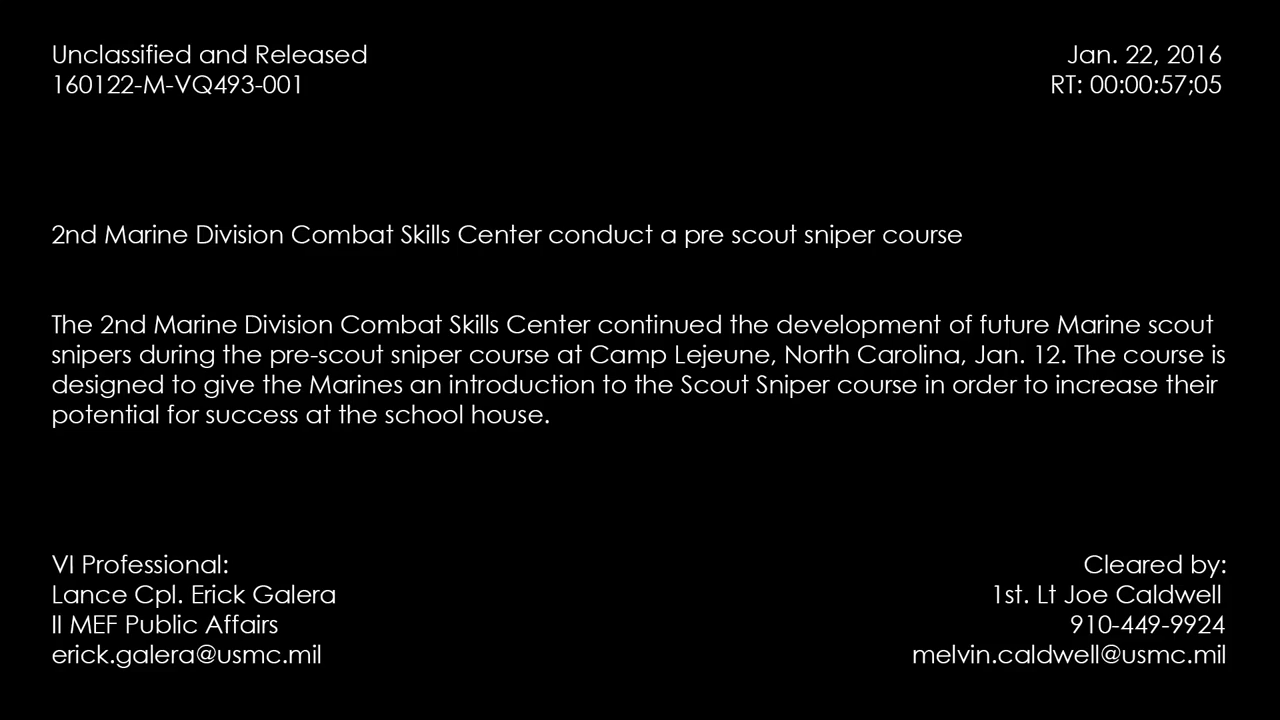 Unclassified and Released
160122-M-VQ493-001
Jan. 22, 2016
RT: 00:00:57;05
2nd Marine Division Combat Skills Center conduct a pre scout sniper course
The 2nd Marine Division Combat Skills Center continued the development of future Marine scout
snipers during the pre-scout sniper course at Camp Lejeune, North Carolina, Jan. 12. The course is
designed to give the Marines an introduction to the Scout Sniper course in order to increase their
potential for success at the school house.
VI Professional:
Lance Cpl. Erick Galera
II MEF Public Affairs
erick.galera@usmc.mil
Cleared by:
1st. Lt Joe Caldwell
910-449-9924
melvin.caldwell@usmc.mil